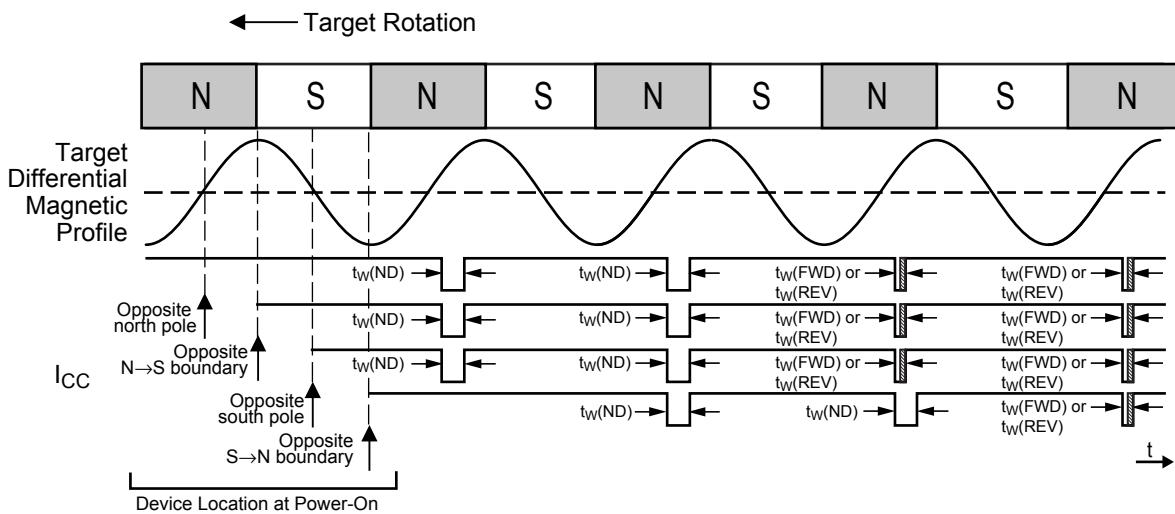 Target Rotation
N S N S N S N S N
Target
Differential
Magnetic
Profile
tW(ND) tW(ND) tW(FWD) or tW(FWD) or
tW(REV) tW(REV)
Opposite
north pole
tW(ND) tW(ND) tW(FWD) or tW(FWD) or
tW(REV) tW(REV)
Opposite
N→S boundary
ICC
tW(ND) tW(ND) tW(FWD) or tW(FWD) or
tW(REV) tW(REV)
Opposite
south pole
tW(ND) tW(ND) tW(FWD) or
tW(REV)
Opposite
S→N boundary
t
Device Location at Power-On